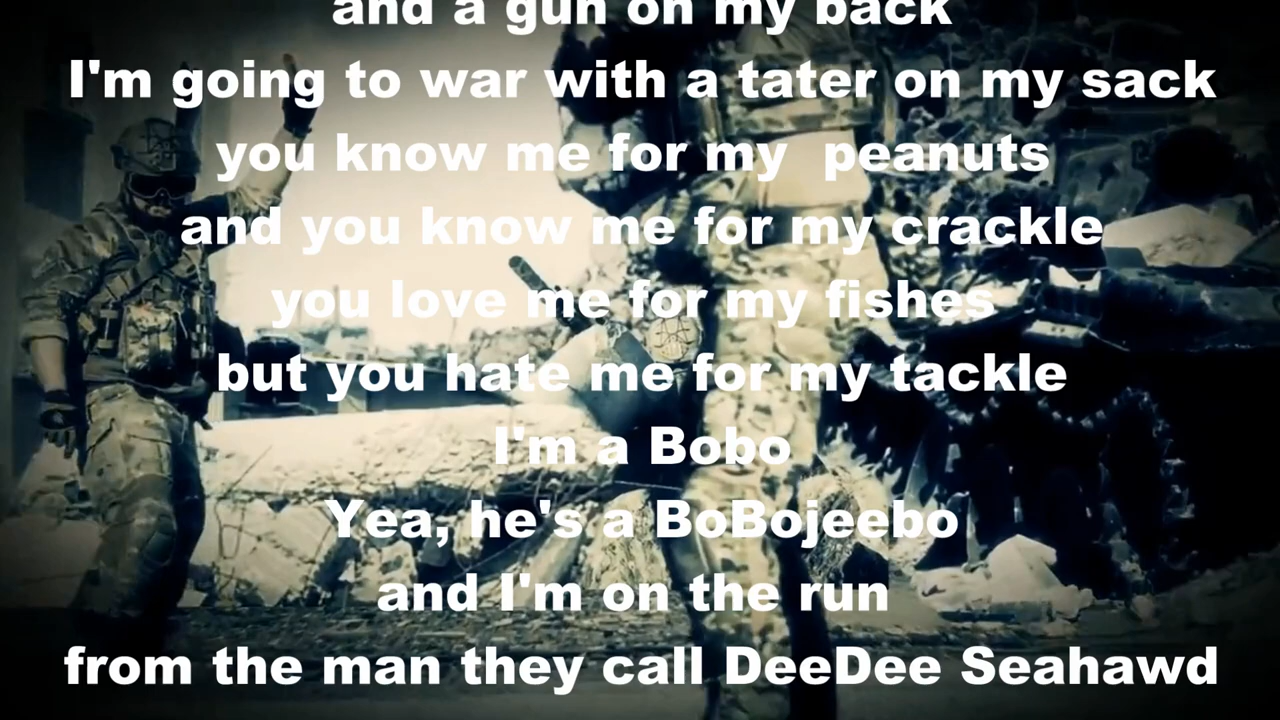 and a gun on my back
I'm going to war with a tater on my sack
you know me for my  peanuts
and you know me for my crackle
you love me for my fishes
but you hate me for my tackle
I'm a Bobo
Yea, he's a BoBojeebo
and I'm on the run
from the man they call DeeDee Seahawd